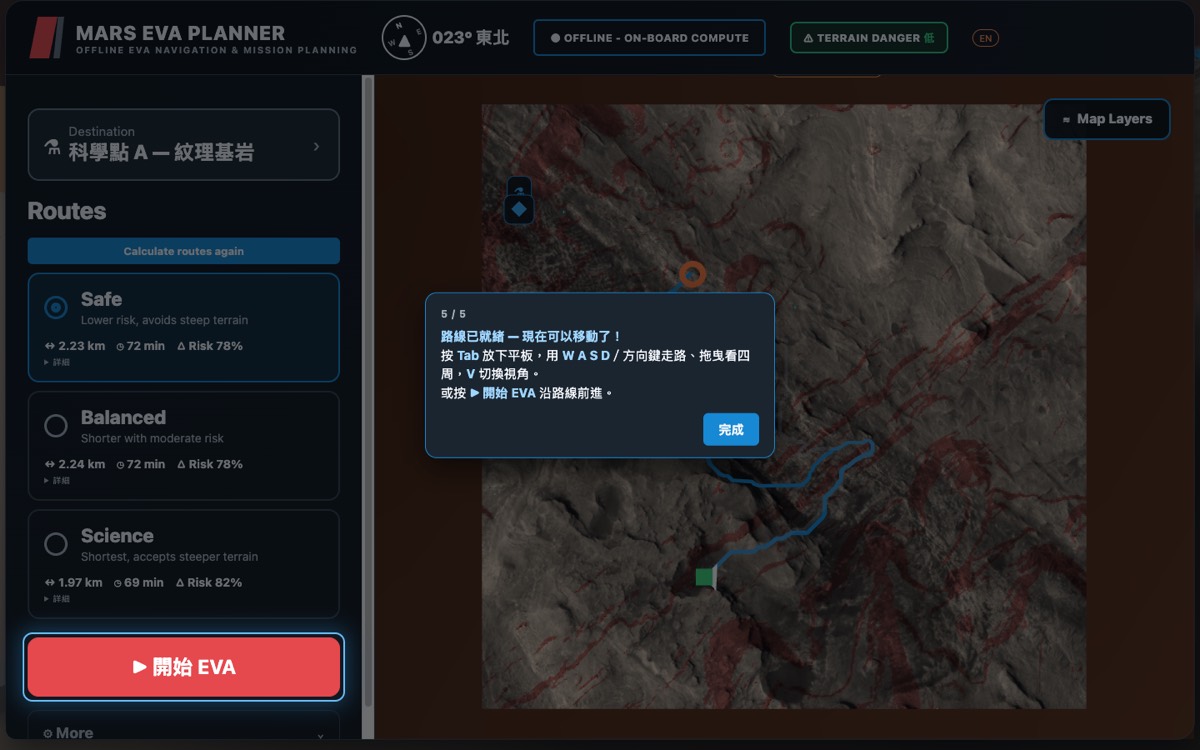 MARS EVA PLANNER
OFFLINE EVA NAVIGATION & MISSION PLANNING
N
E
S
W
023° 東北
● OFFLINE - ON-BOARD COMPUTE
⚠ TERRAIN DANGER 低
EN
Destination
科學點 A — 紋理基岩
Routes
Calculate routes again
Safe
Lower risk, avoids steep terrain
↔ 2.23 km ◷ 72 min △ Risk 78%
▸ 詳細
Balanced
Shorter with moderate risk
↔ 2.24 km ◷ 72 min △ Risk 78%
▸ 詳細
Science
Shortest, accepts steeper terrain
↔ 1.97 km ◷ 69 min △ Risk 82%
▸ 詳細
▶ 開始 EVA
⚙ More
≈ Map Layers
5 / 5
路線已就緒 — 現在可以移動了！
按 Tab 放下平板，用 W A S D / 方向鍵走路、拖曳看四
周，V 切換視角。
或按 ▶ 開始 EVA 沿路線前進。
完成